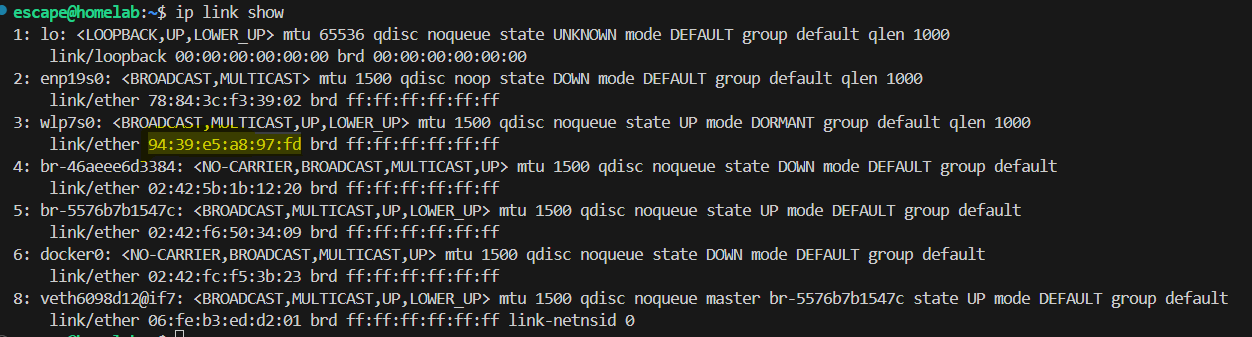 escape@homelab:~$ ip link show
1: lo: <LOOPBACK,UP,LOWER_UP> mtu 65536 qdisc noqueue state UNKNOWN mode DEFAULT group default qlen 1000
link/loopback 00:00:00:00:00:00 brd 00:00:00:00:00:00
2: enp19s0: <BROADCAST,MULTICAST> mtu 1500 qdisc noop state DOWN mode DEFAULT group default qlen 1000
link/ether 78:84:3c:f3:39:02 brd ff:ff:ff:ff:ff:ff
3: wlp7s0: <BROADCAST,MULTICAST,UP,LOWER_UP> mtu 1500 qdisc noqueue state UP mode DORMANT group default qlen 1000
link/ether 94:39:e5:a8:97:fd brd ff:ff:ff:ff:ff:ff
4: br-46aeee6d3384: <NO-CARRIER,BROADCAST,MULTICAST,UP> mtu 1500 qdisc noqueue state DOWN mode DEFAULT group default
link/ether 02:42:5b:1b:12:20 brd ff:ff:ff:ff:ff:ff
5: br-5576b7b1547c: <BROADCAST,MULTICAST,UP,LOWER_UP> mtu 1500 qdisc noqueue state UP mode DEFAULT group default
link/ether 02:42:f6:50:34:09 brd ff:ff:ff:ff:ff:ff
6: docker0: <NO-CARRIER,BROADCAST,MULTICAST,UP> mtu 1500 qdisc noqueue state DOWN mode DEFAULT group default
link/ether 02:42:fc:f5:3b:23 brd ff:ff:ff:ff:ff:ff
8: veth6098d12@if7: <BROADCAST,MULTICAST,UP,LOWER_UP> mtu 1500 qdisc noqueue master br-5576b7b1547c state UP mode DEFAULT group default
link/ether 06:fe:b3:ed:d2:01 brd ff:ff:ff:ff:ff:ff link-netnsid 0